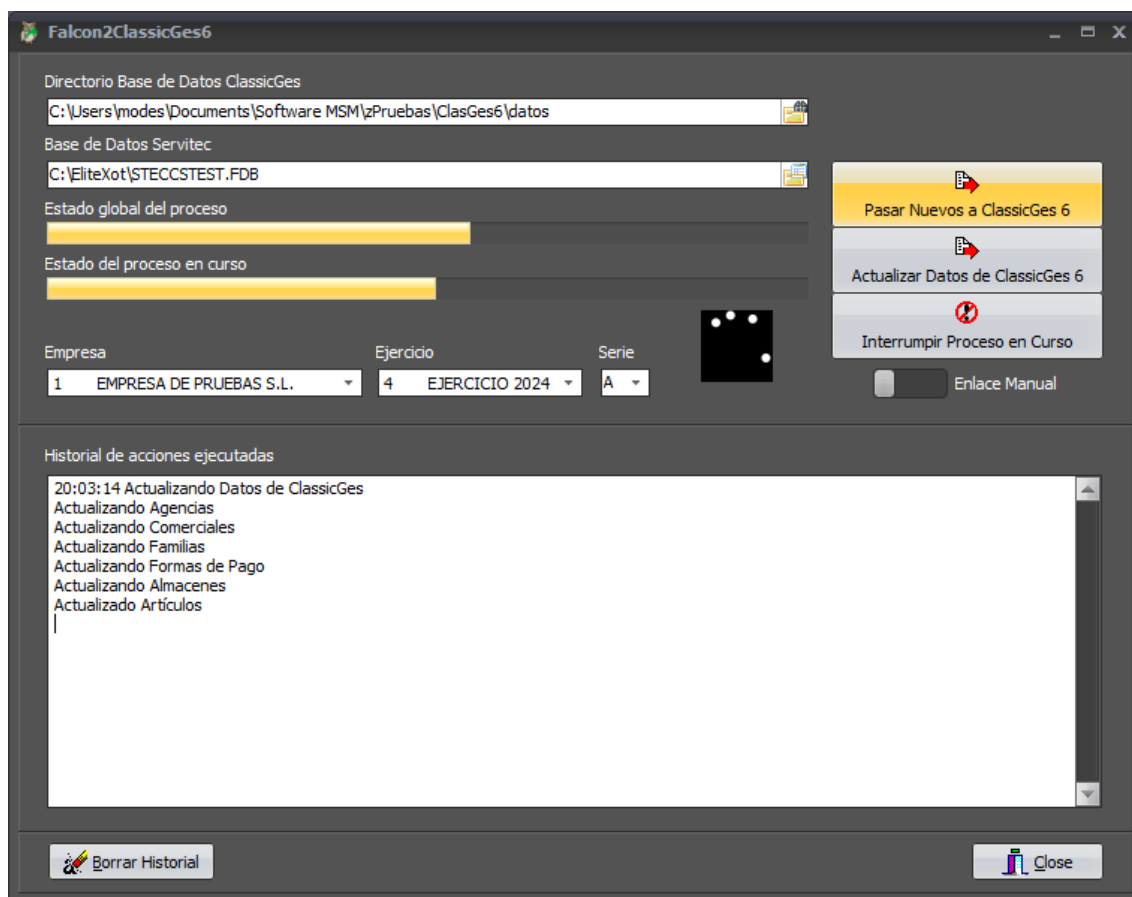 Falcon2ClassicGes6
Directorio Base de Datos ClassicGes
C:\Users\modes\Documents\Software MSM\zPruebas\ClasGes6\datos
Base de Datos Servitec
C:\EliteXot\STECCSTEST.FDB
Estado global del proceso
Estado del proceso en curso
Pasar Nuevos a ClassicGes 6
Actualizar Datos de ClassicGes 6
Interrumpir Proceso en Curso
Enlace Manual
Empresa Ejercicio Serie
1 EMPRESA DE PRUEBAS S.L. 4 EJERCICIO 2024 A
Historial de acciones ejecutadas
20:03:14 Actualizando Datos de ClassicGes
Actualizando Agencias
Actualizando Comerciales
Actualizando Familias
Actualizando Formas de Pago
Actualizando Almacenes
Actualizado Artículos
Borrar Historial
Close